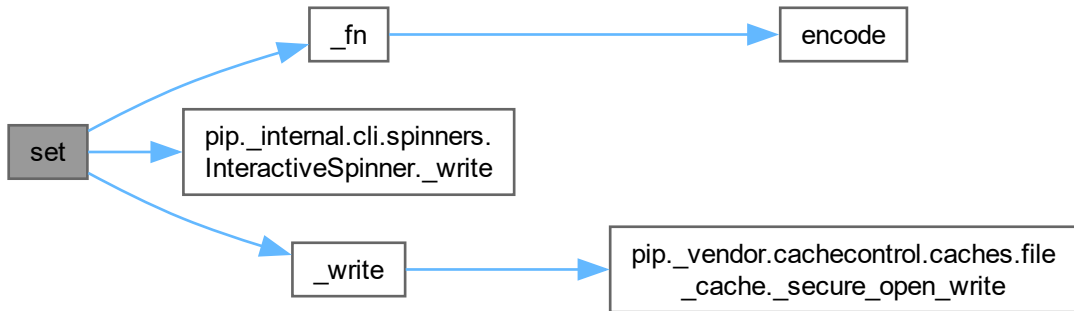 _fn
encode
set
pip._internal.cli.spinners.
InteractiveSpinner._write
_write
pip._vendor.cachecontrol.caches.file
_cache._secure_open_write